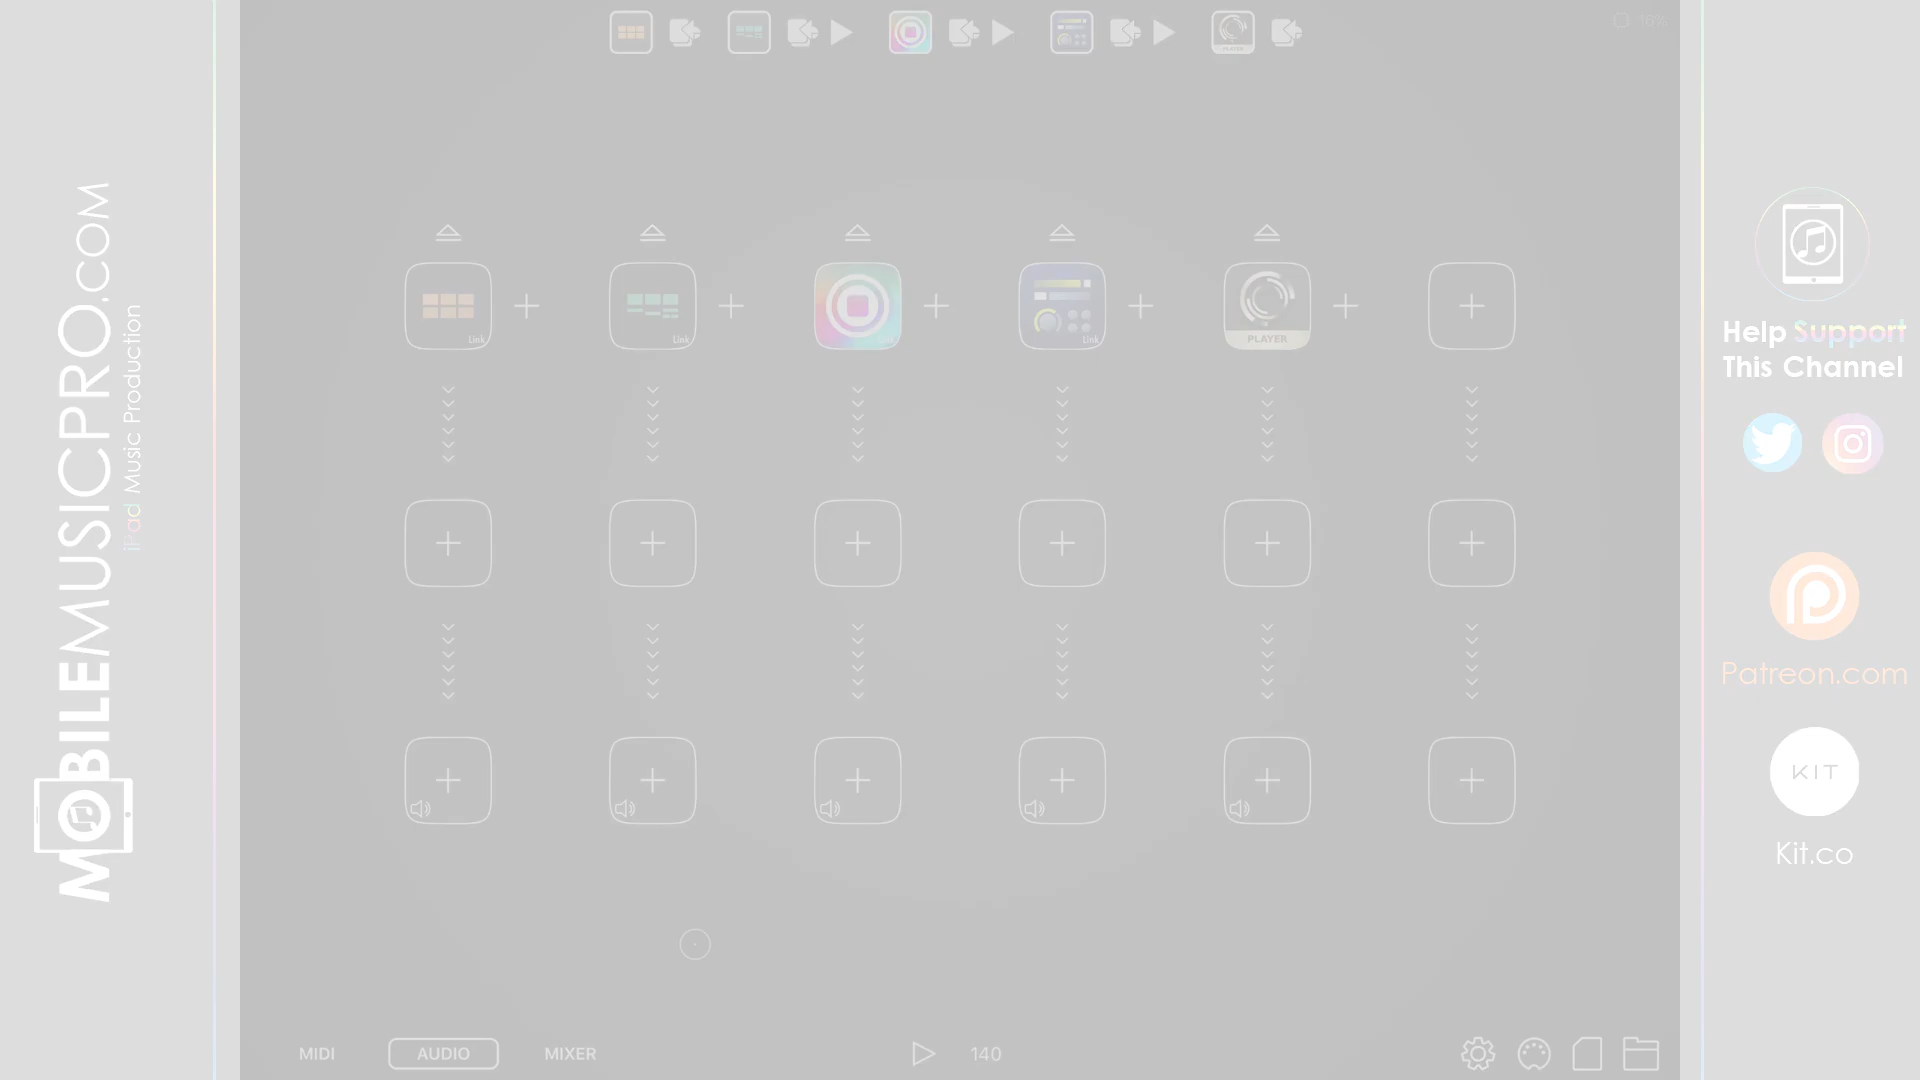 16%
MOBILEMUSICPRO.COM
iPad Music Production
Link
Link
Link
PLAYER
Help Support
This Channel
Patreon.com
KIT
Kit.co
MIDI
AUDIO
MIXER
140